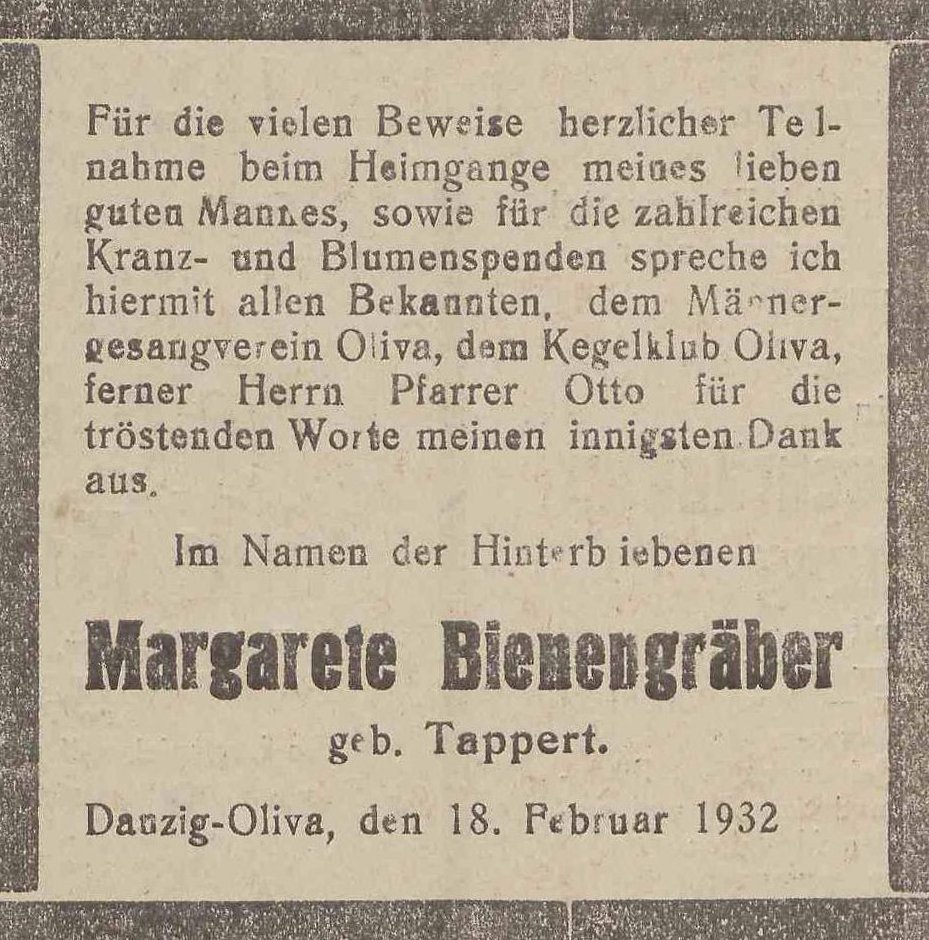 Für die vielen Beweise herzlicher Teil-
nahme beim Heimgange meines lieben
guten Mannes, sowie für die zahlreichen
Kranz- und Blumenspenden spreche ich
hiermit allen Bekannten, dem Männer-
gesangverein Oliva, dem Kegelklub Oliva,
ferner Herrn Pfarrer Otto für die
tröstenden Worte meinen innigsten Dank
aus.
Im Namen der Hinterbliebenen
Margarete Bienengräber
geb. Tappert.
Danzig-Oliva, den 18. Februar 1932